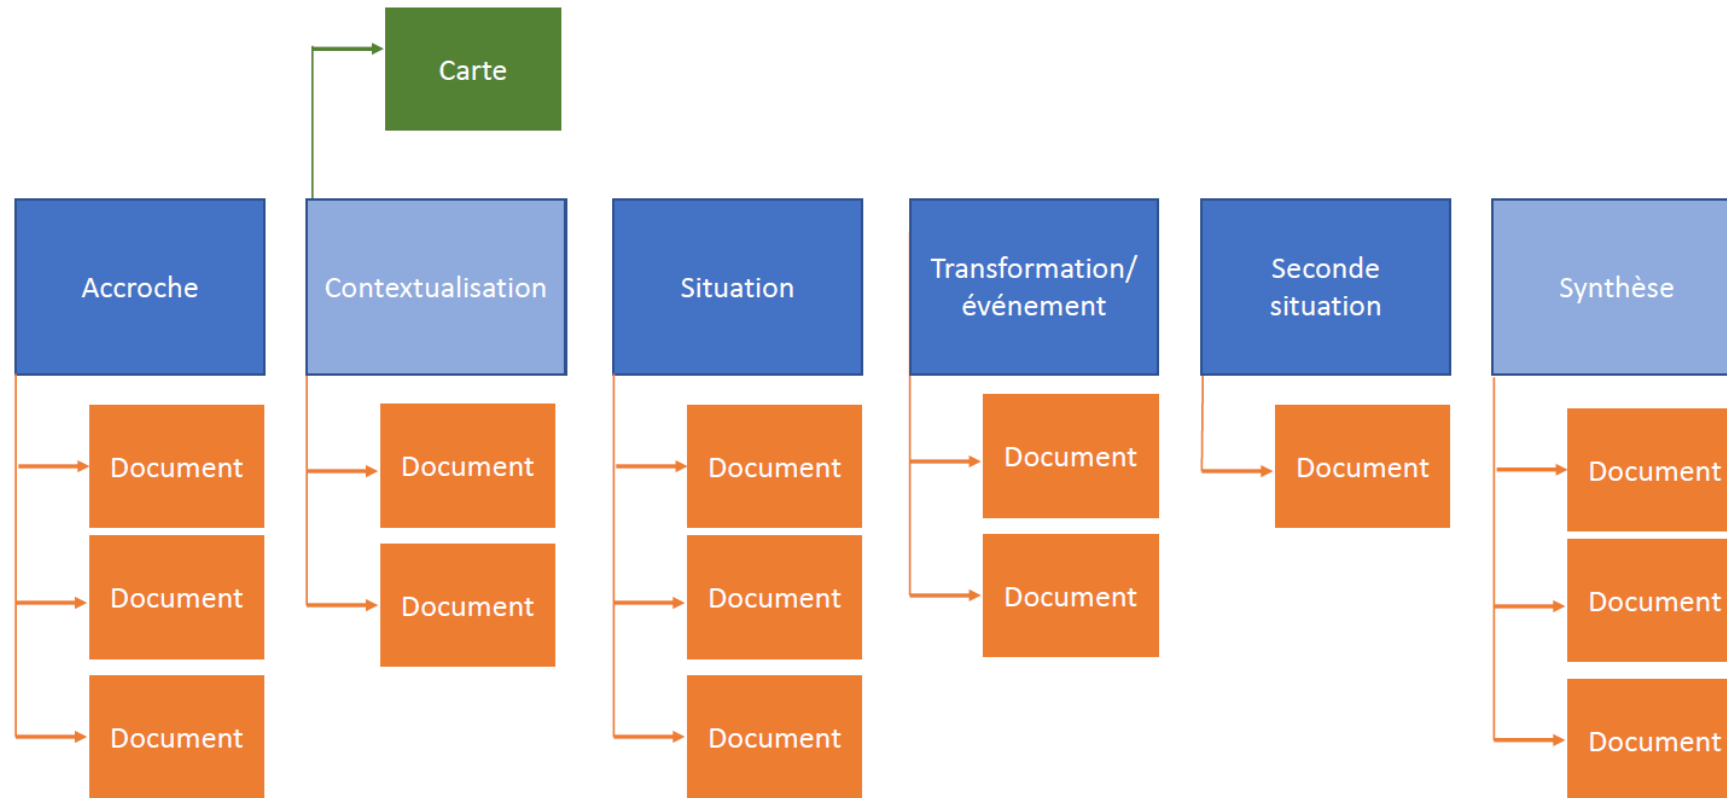 Carte
Accroche
Contextualisation
Situation
Transformation/
événement
Seconde
situation
Synthèse
Document
Document
Document
Document
Document
Document
Document
Document
Document
Document
Document
Document
Document
Document